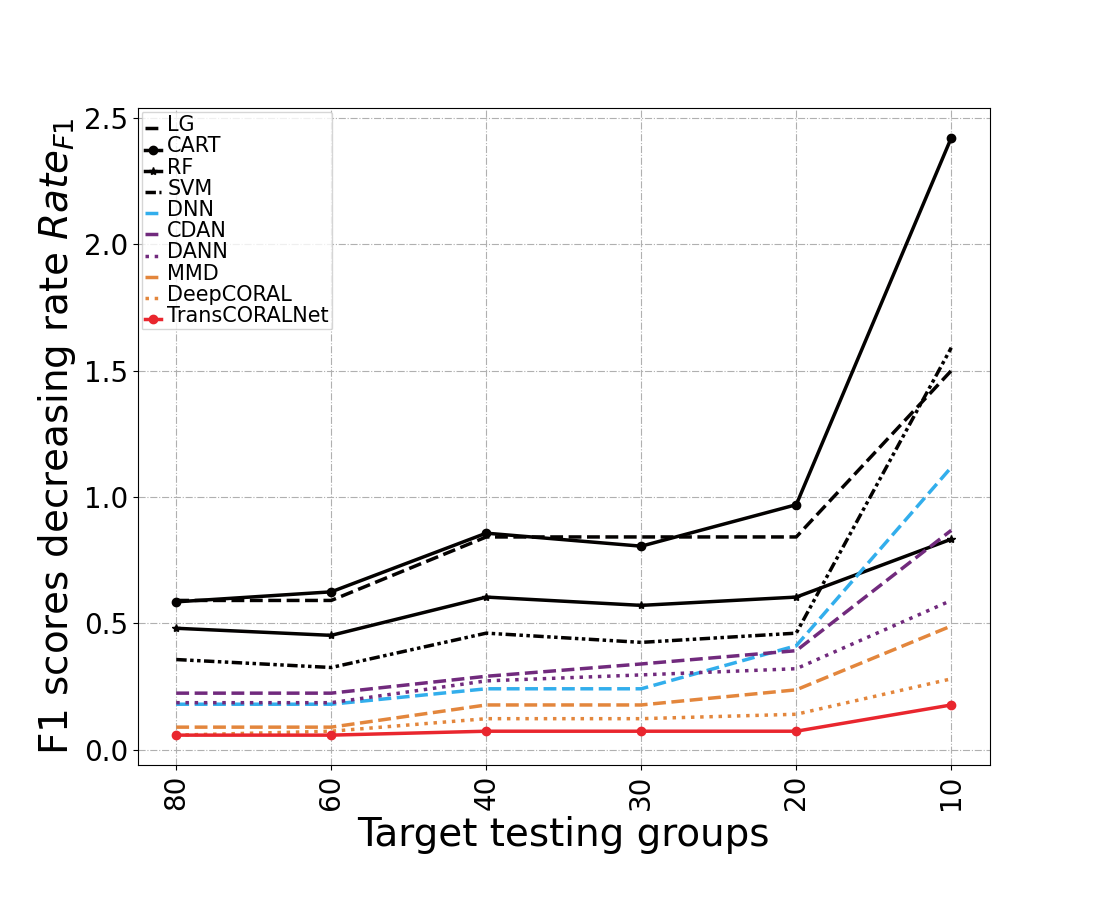 F1 scores decreasing rate Rate_F1
2.5
2.0
1.5
1.0
0.5
0.0
LG
CART
RF
SVM
DNN
CDAN
DANN
MMD
DeepCORAL
TransCORALNet
80 60 40 30 20 10
Target testing groups